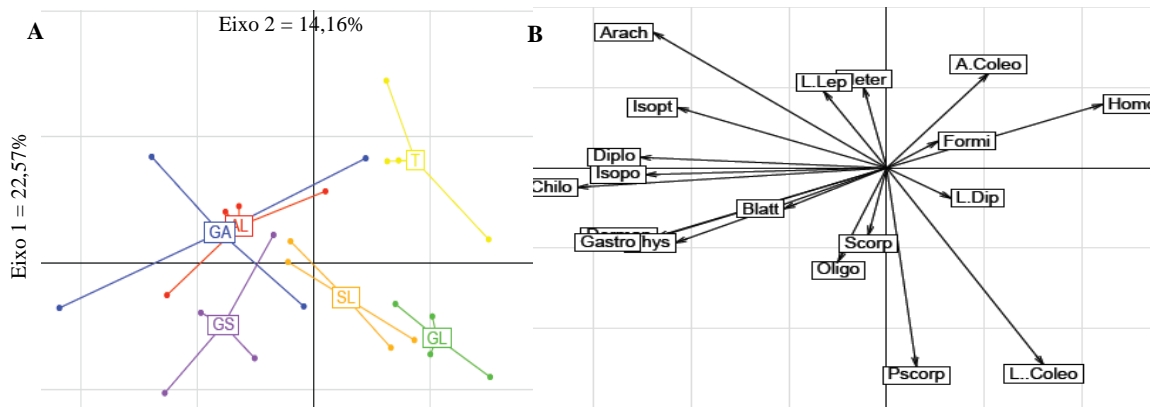 A
Eixo 2 = 14,16%
Eixo 1 = 22,57%
T
GA
AL
SL
GS
GL
B
Arach
A.Coleo
L.Lep
Isopt
Formi
Diplo
Isopo
Chilo
L.Dip
Blatt
Scorp
Gastro
Oligo
Pscorp
L..Coleo